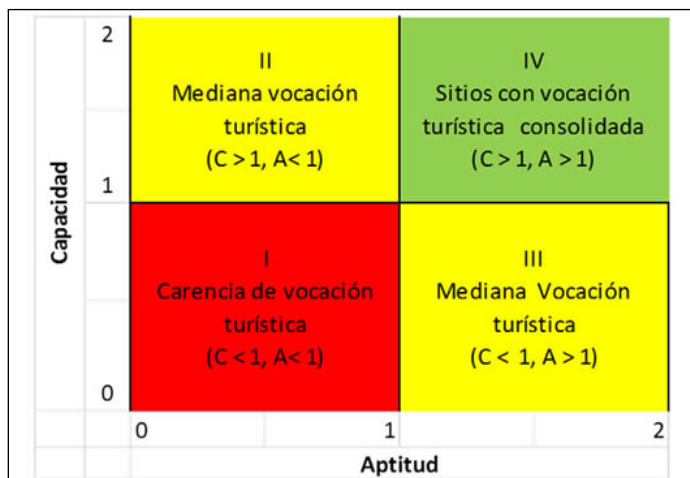 2
II
Mediana vocación
turística
(C > 1, A< 1)
IV
Sitios con vocación
turística consolidada
(C > 1, A > 1)
1
Capacidad
I
Carencia de vocación
turística
(C < 1, A< 1)
III
Mediana Vocación
turística
(C < 1, A > 1)
0
0 1 2
Aptitud